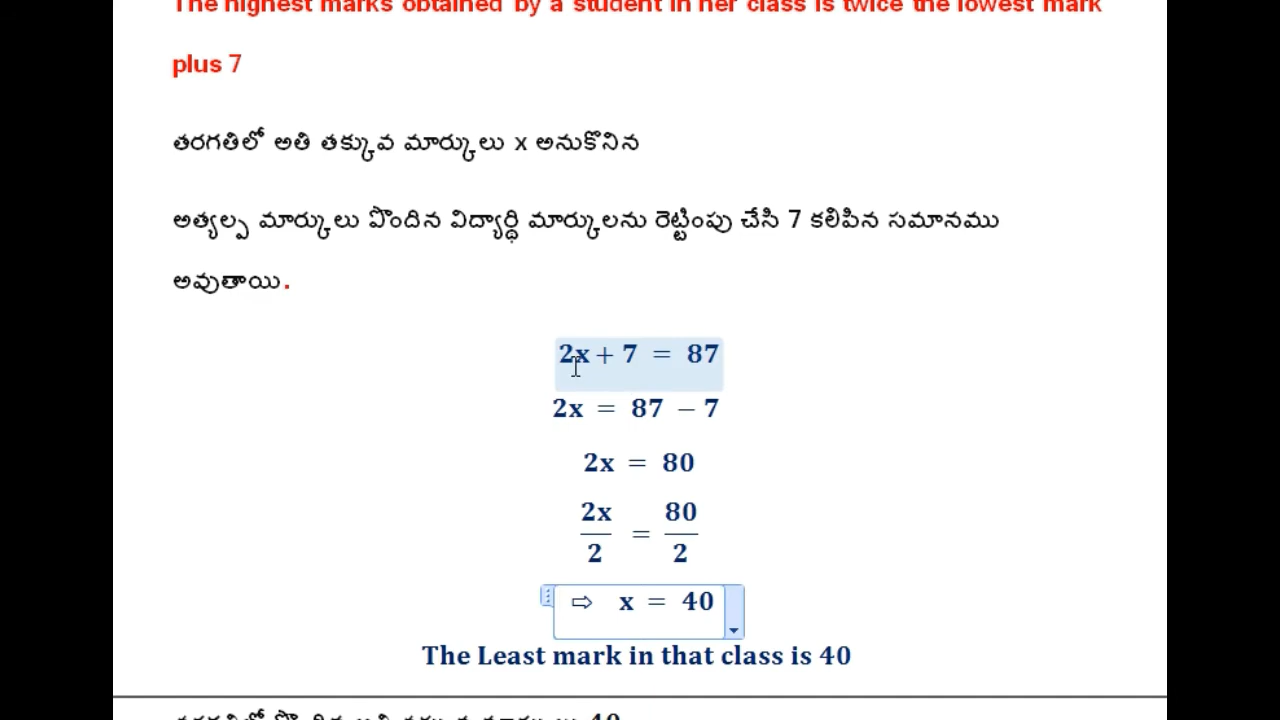 The highest marks obtained by a student in her class is twice the lowest mark
plus 7
తరగతిలో అతి తక్కువ మార్కులు x అనుకొనిన
అత్యల్ప మార్కులు పొందిన విద్యార్థి మార్కులను రెట్టింపు చేసి 7 కలిపిన సమానము
అవుతాయి.
2x + 7 = 87
2x = 87 − 7
2x = 80
2x/2 = 80/2
⇨ x = 40
The Least mark in that class is 40
40